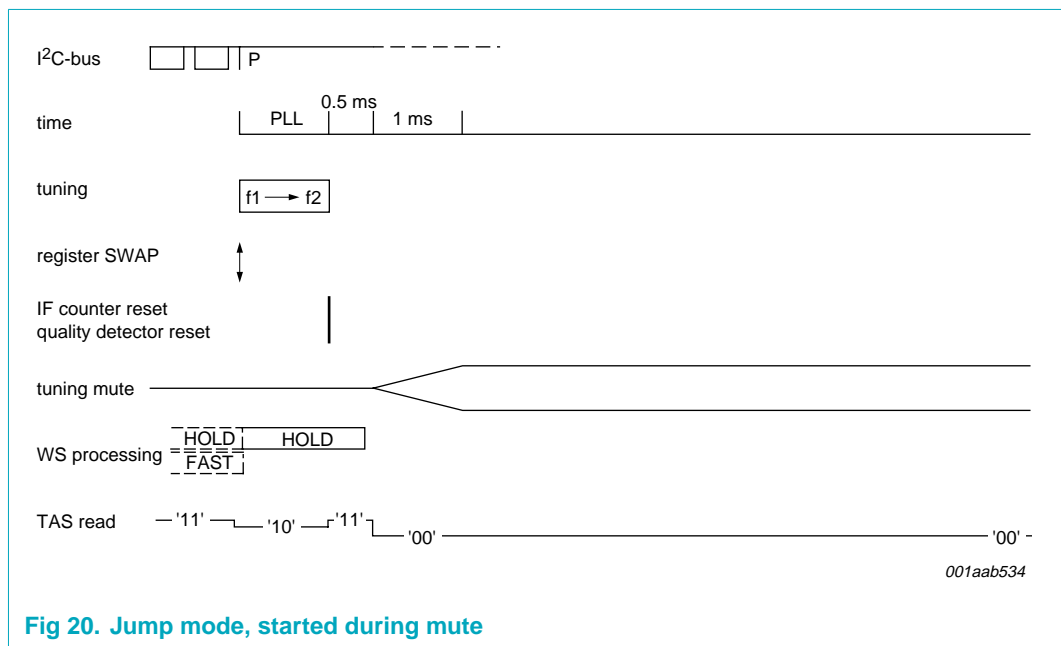 I²C-bus
P
time
PLL
0.5 ms
1 ms
tuning
f1 → f2
register SWAP
IF counter reset
quality detector reset
tuning mute
WS processing
HOLD
HOLD
FAST
TAS read
'11'
'10'
'11'
'00'
'00'
001aab534
Fig 20. Jump mode, started during mute